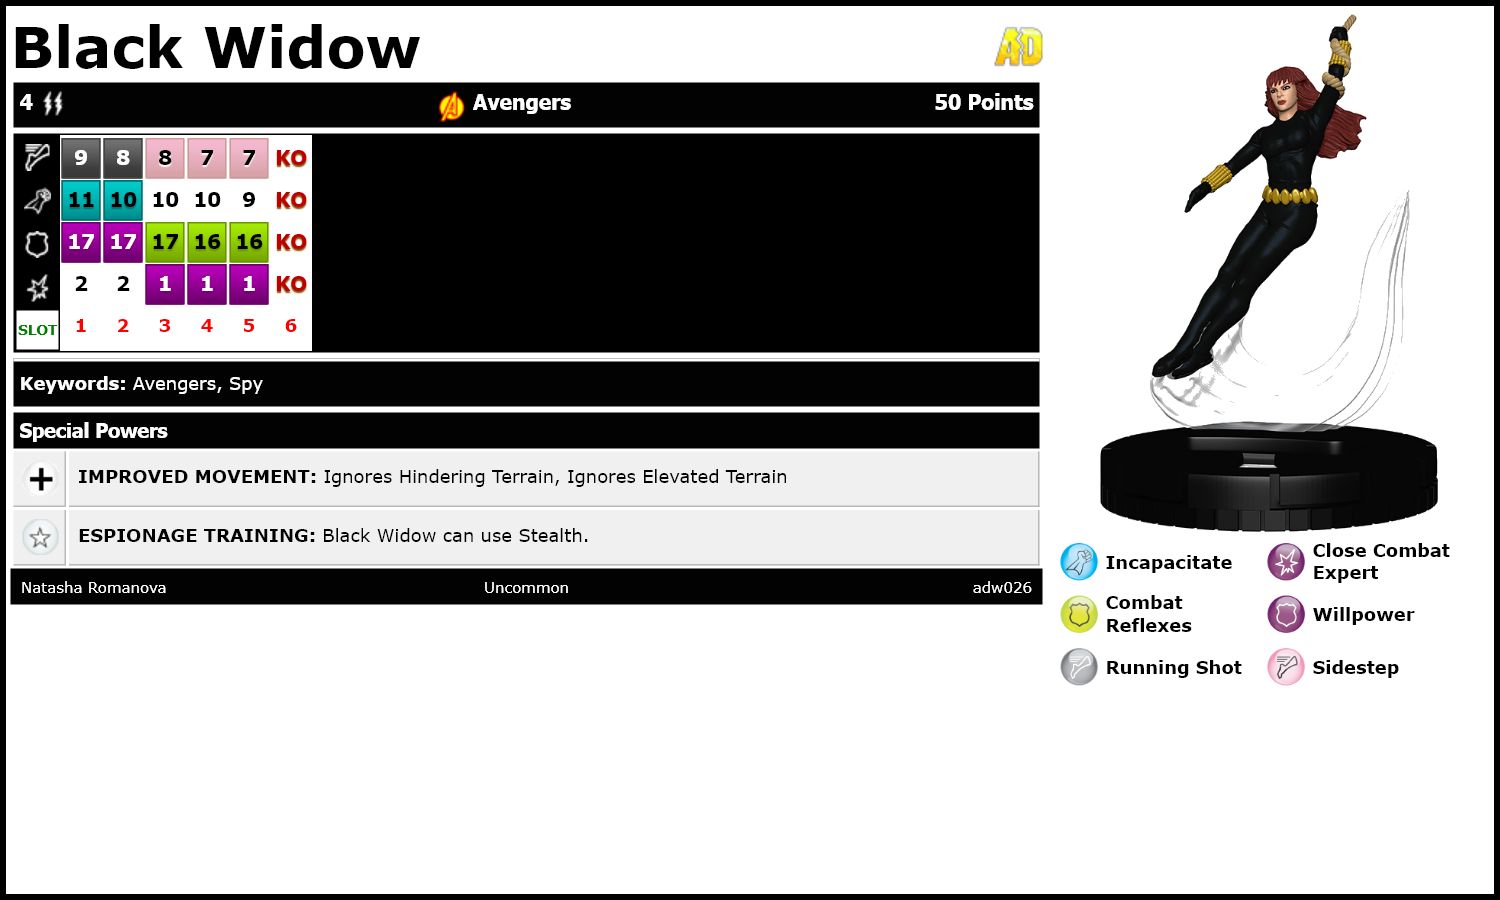 Black Widow
AD
4 Avengers 50 Points
9 8 8 7 7 KO
11 10 10 10 9 KO
17 17 17 16 16 KO
2 2 1 1 1 KO
SLOT 1 2 3 4 5 6
Keywords: Avengers, Spy
Special Powers
IMPROVED MOVEMENT: Ignores Hindering Terrain, Ignores Elevated Terrain
ESPIONAGE TRAINING: Black Widow can use Stealth.
Natasha Romanova Uncommon adw026
Incapacitate
Close Combat
Expert
Combat
Reflexes
Willpower
Running Shot
Sidestep